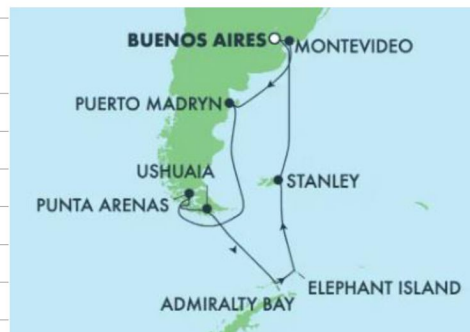 BUENOS AIRES
MONTEVIDEO
PUERTO MADRYN
USHUAIA
STANLEY
PUNTA ARENAS
ELEPHANT ISLAND
ADMIRALTY BAY